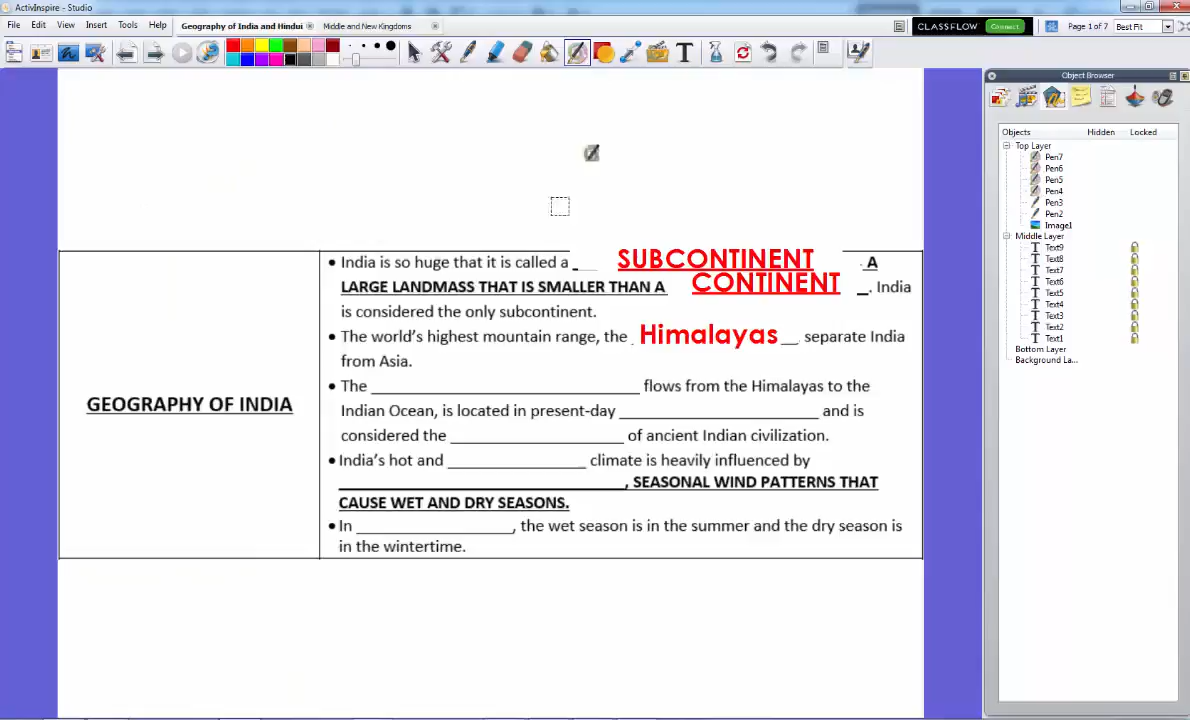 ActivInspire - Studio
File Edit View Insert Tools Help Geography of India and Hindui Middle and New Kingdoms CLASSFLOW Connect Page 1 of 7 Best Fit
Object Browser
Objects Hidden Locked
Top Layer
Pen7
Pen6
Pen5
Pen4
Pen3
Pen2
Image1
Middle Layer
Text9
Text8
Text7
Text6
Text5
Text4
Text3
Text2
Text1
Bottom Layer
Background La...
GEOGRAPHY OF INDIA
• India is so huge that it is called a _ SUBCONTINENT . A
LARGE LANDMASS THAT IS SMALLER THAN A CONTINENT _. India
is considered the only subcontinent.
• The world's highest mountain range, the Himalayas __ separate India
from Asia.
• The ____________________ flows from the Himalayas to the
Indian Ocean, is located in present-day ____________________ and is
considered the ____________________ of ancient Indian civilization.
• India's hot and ________________ climate is heavily influenced by
______________________________, SEASONAL WIND PATTERNS THAT
CAUSE WET AND DRY SEASONS.
• In ________________, the wet season is in the summer and the dry season is
in the wintertime.